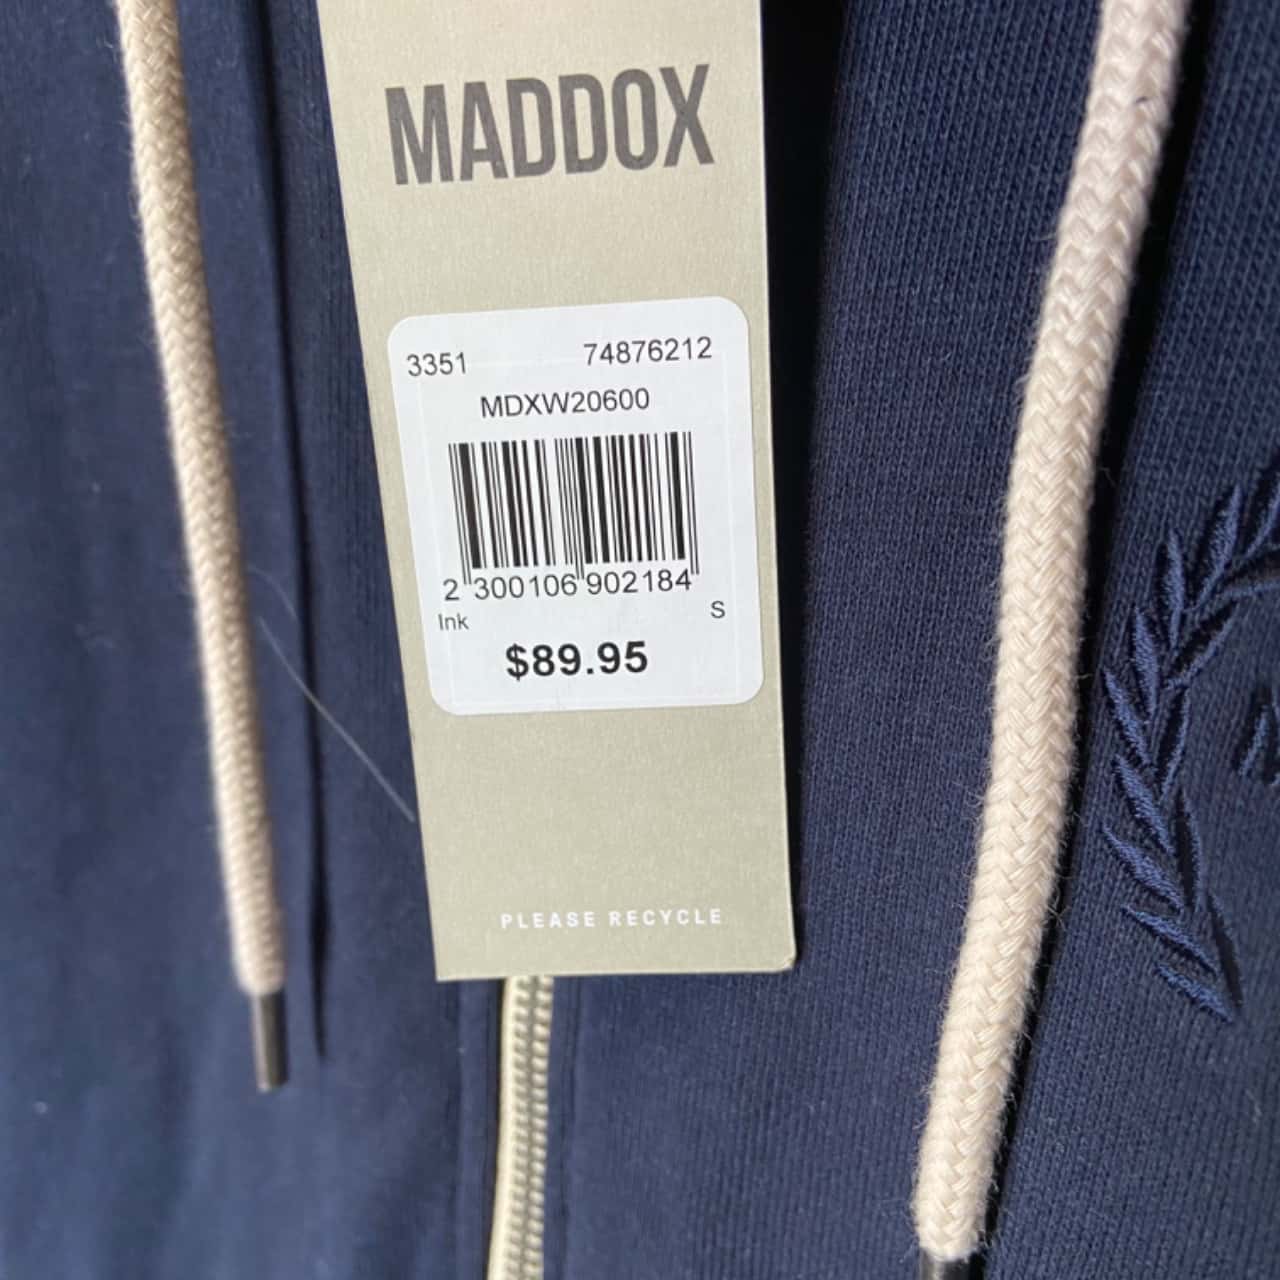 MADDOX
3351 74876212
MDXW20600
2 300106 902184
Ink S
$89.95
PLEASE RECYCLE